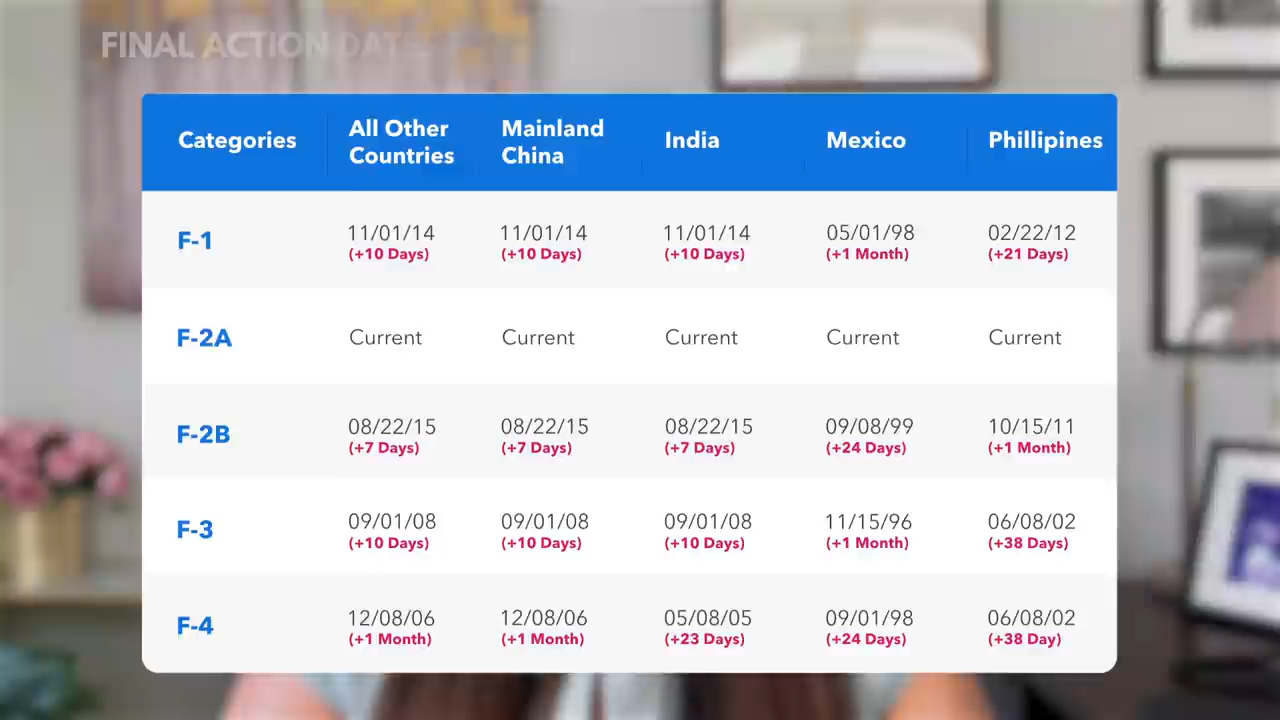 FINAL ACTION DATE
Categories
All Other
Countries
Mainland
China
India
Mexico
Phillipines
F-1
11/01/14
(+10 Days)
11/01/14
(+10 Days)
11/01/14
(+10 Days)
05/01/98
(+1 Month)
02/22/12
(+21 Days)
F-2A
Current
Current
Current
Current
Current
F-2B
08/22/15
(+7 Days)
08/22/15
(+7 Days)
08/22/15
(+7 Days)
09/08/99
(+24 Days)
10/15/11
(+1 Month)
F-3
09/01/08
(+10 Days)
09/01/08
(+10 Days)
09/01/08
(+10 Days)
11/15/96
(+1 Month)
06/08/02
(+38 Days)
F-4
12/08/06
(+1 Month)
12/08/06
(+1 Month)
05/08/05
(+23 Days)
09/01/98
(+24 Days)
06/08/02
(+38 Day)